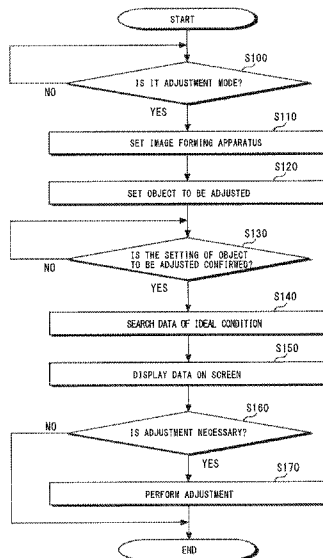 START
S100
IS IT ADJUSTMENT MODE?
NO
YES
S110
SET IMAGE FORMING APPARATUS
S120
SET OBJECT TO BE ADJUSTED
S130
IS THE SETTING OF OBJECT
TO BE ADJUSTED CONFIRMED?
NO
YES
S140
SEARCH DATA OF IDEAL CONDITION
S150
DISPLAY DATA ON SCREEN
S160
NO
IS ADJUSTMENT NECESSARY?
YES
S170
PERFORM ADJUSTMENT
END